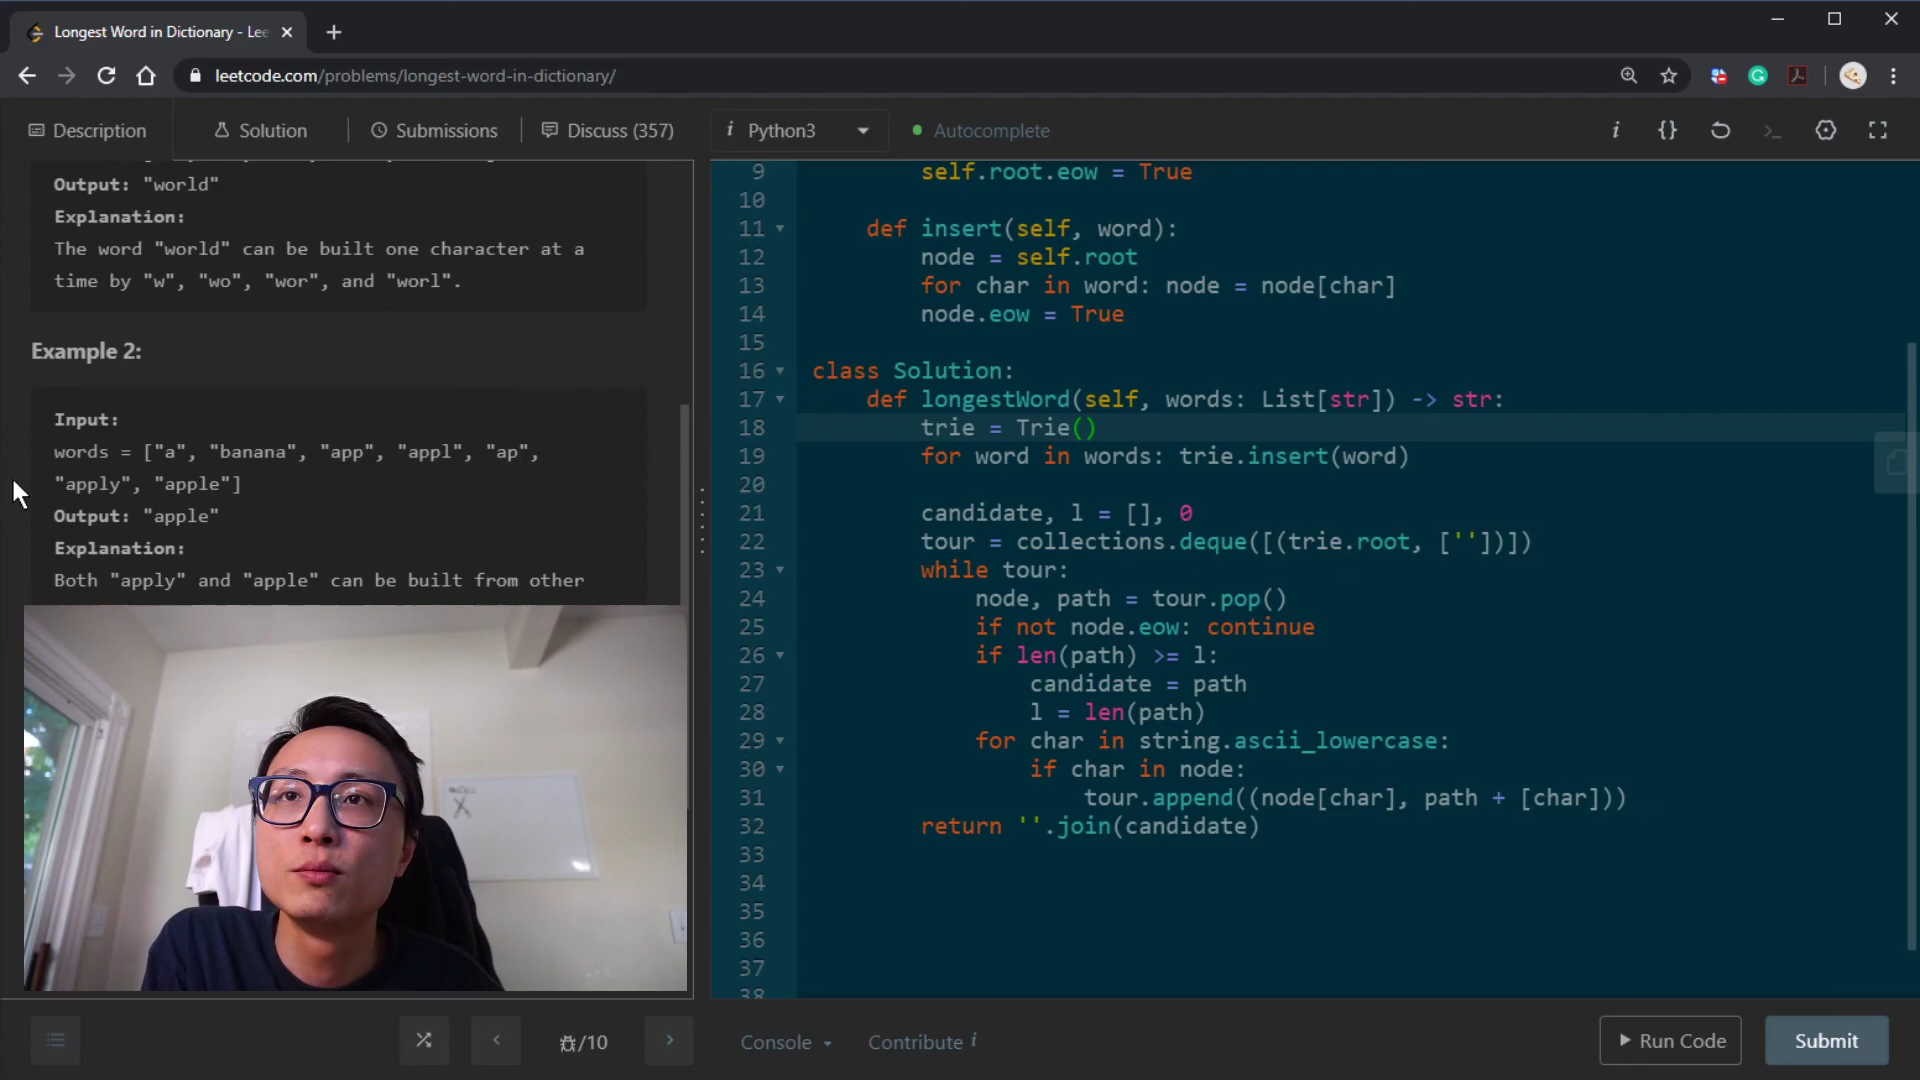 Longest Word in Dictionary - Lee
leetcode.com/problems/longest-word-in-dictionary/
Description
Solution
Submissions
Discuss (357)
i Python3
Autocomplete
Output: "world"
Explanation:
The word "world" can be built one character at a
time by "w", "wo", "wor", and "worl".
Example 2:
Input:
words = ["a", "banana", "app", "appl", "ap",
"apply", "apple"]
Output: "apple"
Explanation:
Both "apply" and "apple" can be built from other
9 self.root.eow = True
10
11 def insert(self, word):
12 node = self.root
13 for char in word: node = node[char]
14 node.eow = True
15
16 class Solution:
17 def longestWord(self, words: List[str]) -> str:
18 trie = Trie()
19 for word in words: trie.insert(word)
20
21 candidate, l = [], 0
22 tour = collections.deque([(trie.root, [''])])
23 while tour:
24 node, path = tour.pop()
25 if not node.eow: continue
26 if len(path) >= l:
27 candidate = path
28 l = len(path)
29 for char in string.ascii_lowercase:
30 if char in node:
31 tour.append((node[char], path + [char]))
32 return ''.join(candidate)
33
34
35
36
37
38
/10
Console
Contribute i
Run Code
Submit